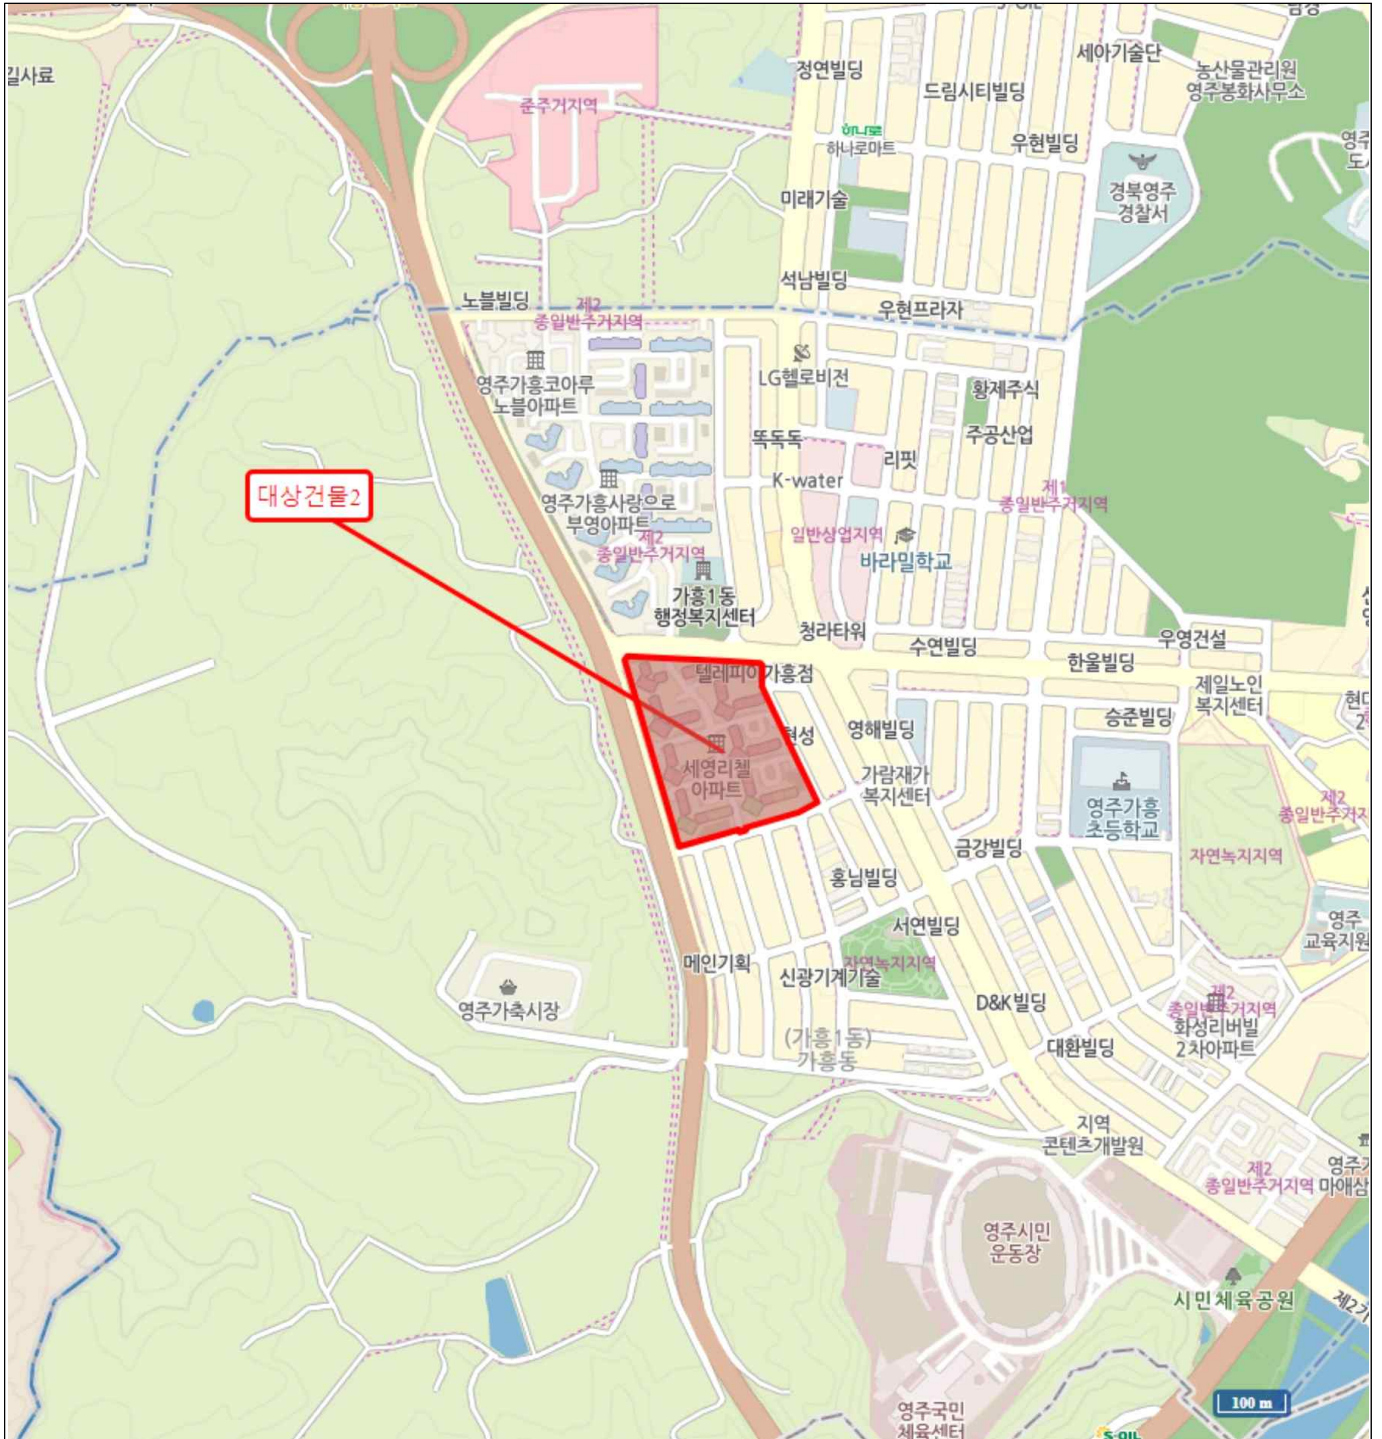 길사료
세아기술단
정연빌딩
농산물관리원
영주봉화사무소
드림시티빌딩
준주거지역
하나로
하나로마트
우현빌딩
경북영주
경찰서
미래기술
석남빌딩
노블빌딩
제2
종일반주거지역
우현프라자
영주가흥코아루
노블아파트
LG헬로비전
황제주식
똑독독
주공산업
리핏
K-water
대상건물2
영주가흥사랑으로
부영아파트
제2
종일반주거지역
제1
종일반주거지역
일반상업지역
바라밀학교
가흥1동
행정복지센터
청라타워
수연빌딩
우영건설
한울빌딩
텔레피아가흥점
제일노인
복지센터
현성
영해빌딩
승준빌딩
세영리첼
아파트
가람재가
복지센터
영주가흥
초등학교
제2
종일반주거지
금강빌딩
자연녹지지역
홍님빌딩
서연빌딩
영주
교육지원
메인기획
신광기계기술
자연녹지지역
영주가축시장
D&K빌딩
제2
종일반주거지역
화성리버빌
2차아파트
(가흥1동)
가흥동
대환빌딩
지역
콘텐츠개발원
제2
종일반주거지역
마애삼
영주시민
운동장
시민체육공원
100 m
영주국민
체육센터
S-OIL